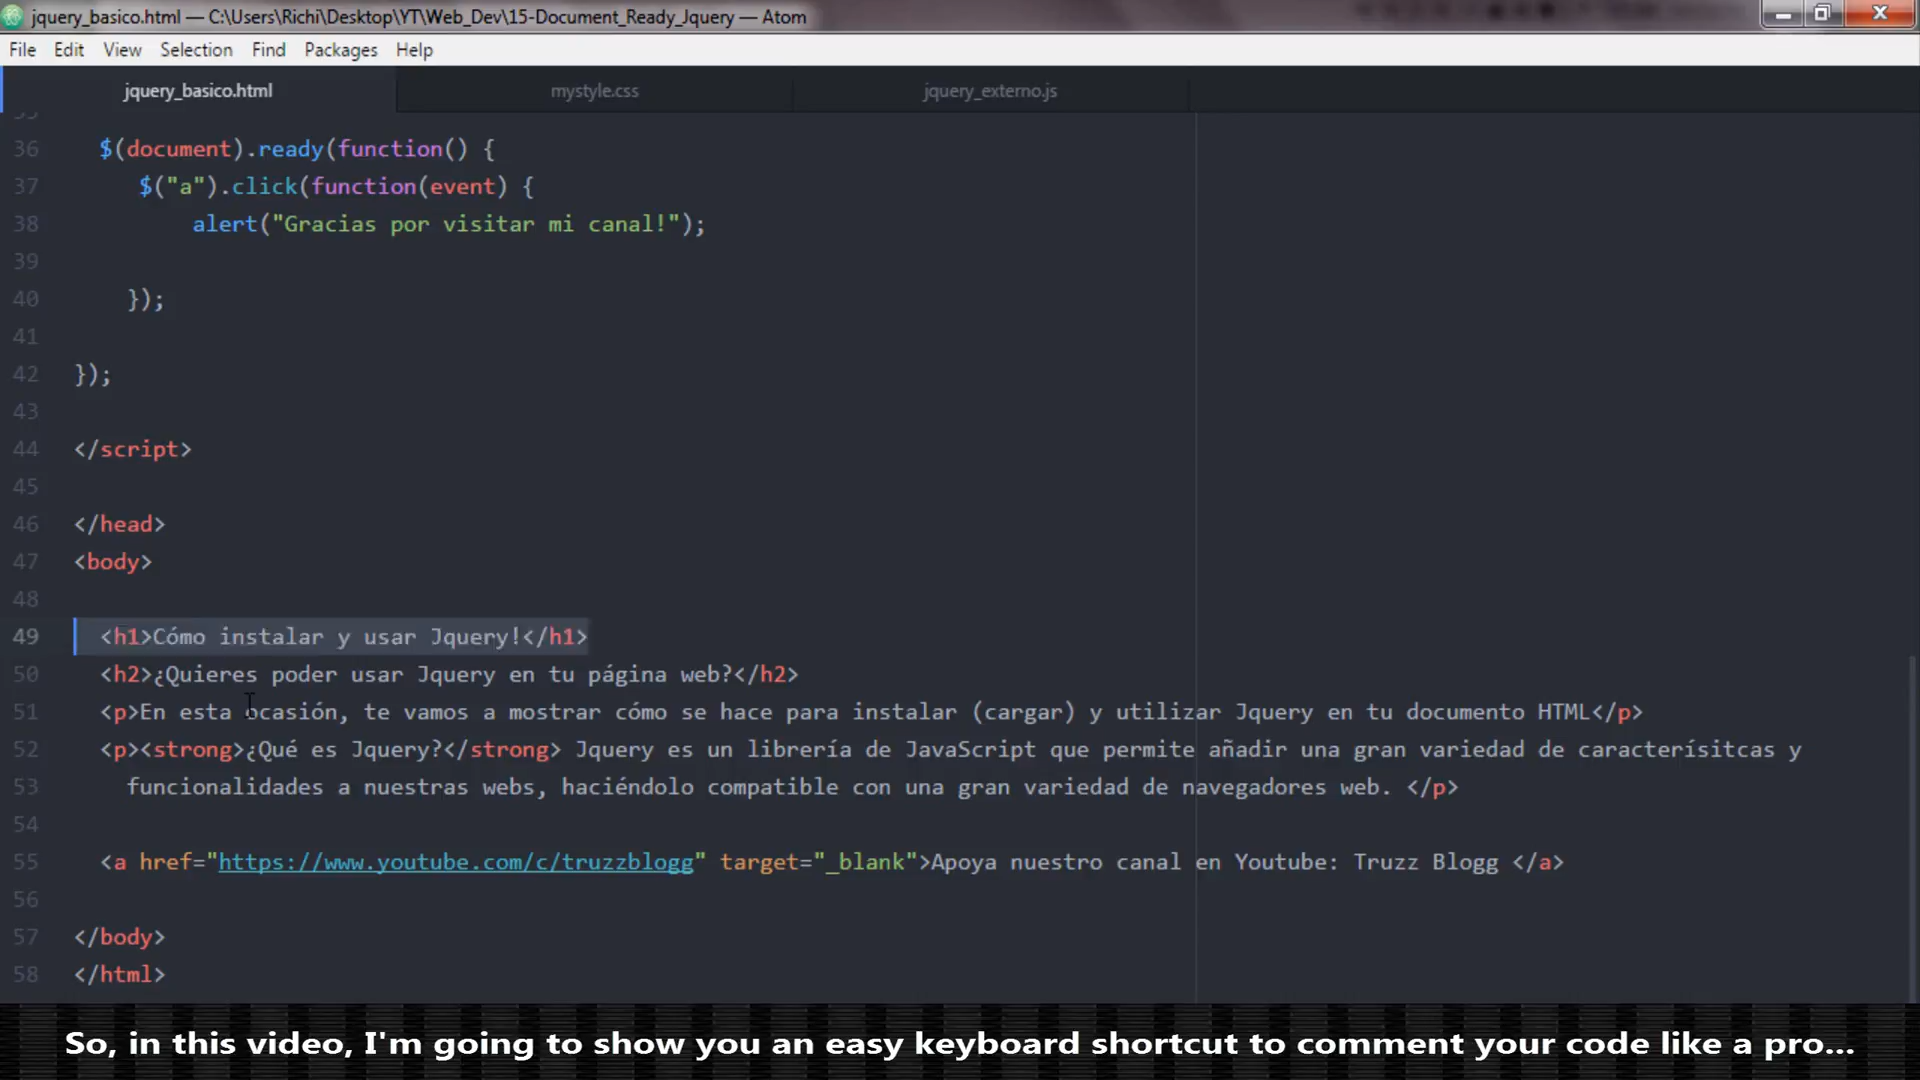 jquery_basico.html — C:\Users\Richi\Desktop\YT\Web_Dev\15-Document_Ready_Jquery — Atom
File Edit View Selection Find Packages Help
jquery_basico.html mystyle.css jquery_externo.js
35
36 $(document).ready(function() {
37 $("a").click(function(event) {
38 alert("Gracias por visitar mi canal!");
39
40 });
41
42 });
43
44 </script>
45
46 </head>
47 <body>
48
49 <h1>Cómo instalar y usar Jquery!</h1>
50 <h2>¿Quieres poder usar Jquery en tu página web?</h2>
51 <p>En esta ocasión, te vamos a mostrar cómo se hace para instalar (cargar) y utilizar Jquery en tu documento HTML</p>
52 <p><strong>¿Qué es Jquery?</strong> Jquery es un librería de JavaScript que permite añadir una gran variedad de caracterísitcas y
53 funcionalidades a nuestras webs, haciéndolo compatible con una gran variedad de navegadores web. </p>
54
55 <a href="https://www.youtube.com/c/truzzblogg" target="_blank">Apoya nuestro canal en Youtube: Truzz Blogg </a>
56
57 </body>
58 </html>
So, in this video, I'm going to show you an easy keyboard shortcut to comment your code like a pro...